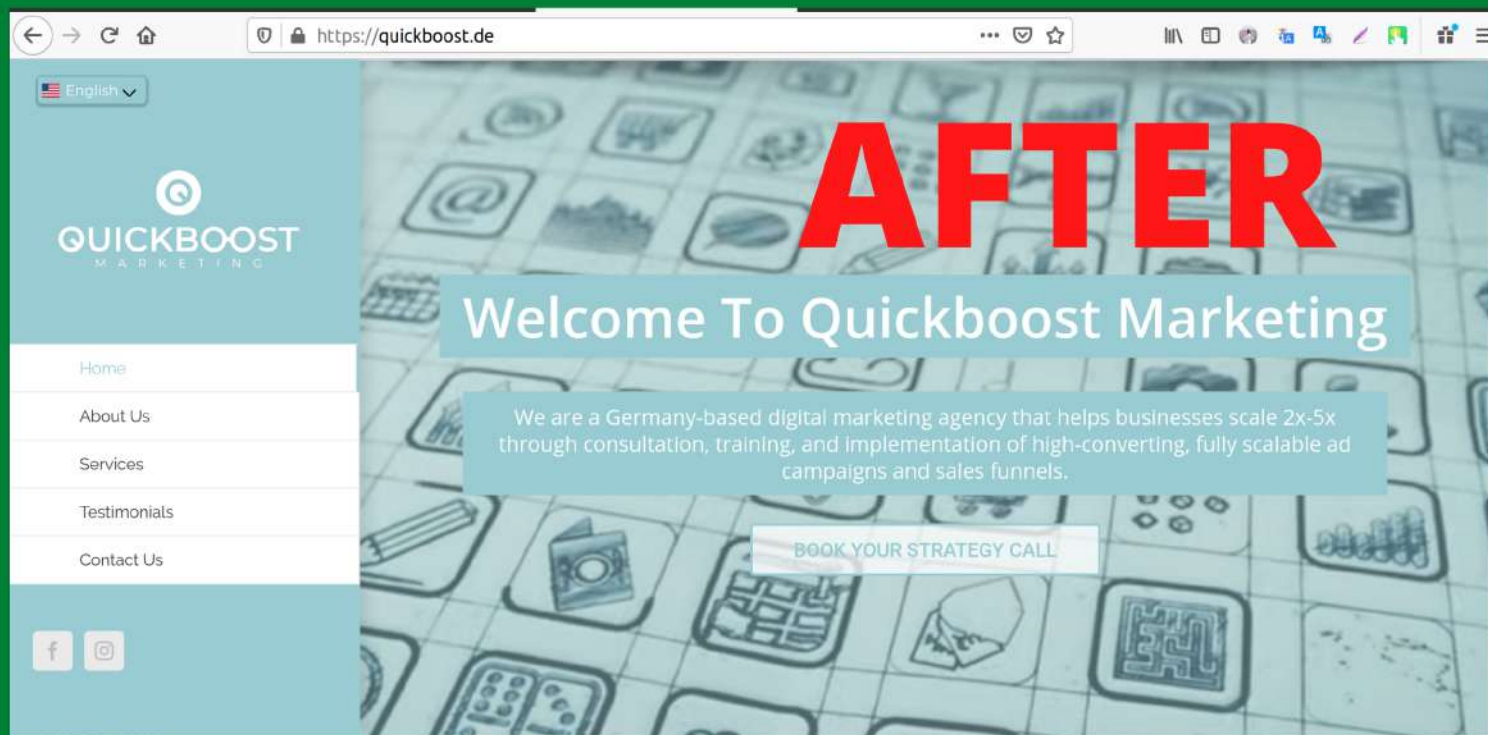 https://quickboost.de
English
QUICKBOOST
MARKETING
Home
About Us
Services
Testimonials
Contact Us
AFTER
Welcome To Quickboost Marketing
We are a Germany-based digital marketing agency that helps businesses scale 2x-5x
through consultation, training, and implementation of high-converting, fully scalable ad
campaigns and sales funnels.
BOOK YOUR STRATEGY CALL